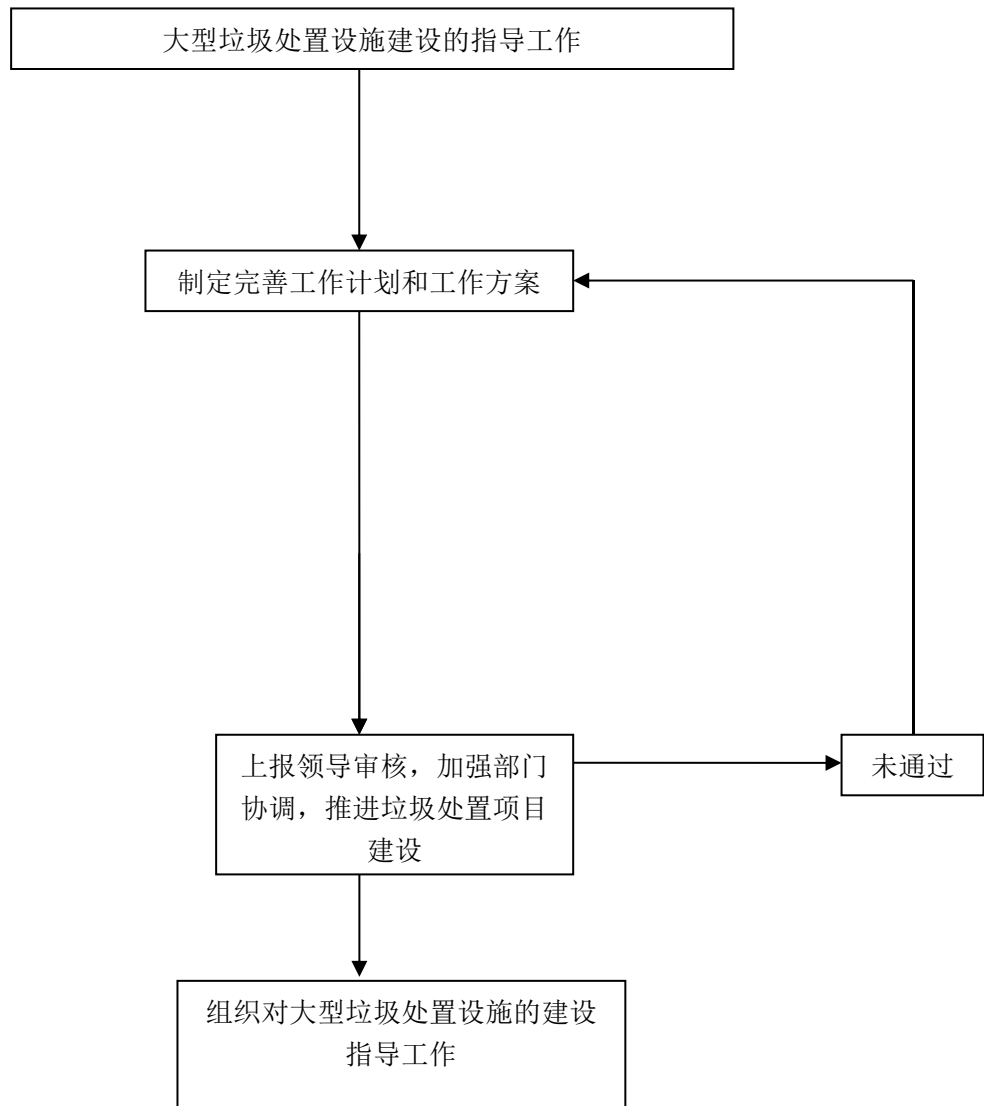 大型垃圾处置设施建设的指导工作
制定完善工作计划和工作方案
上报领导审核，加强部门
协调，推进垃圾处置项目
建设
未通过
组织对大型垃圾处置设施的建设
指导工作